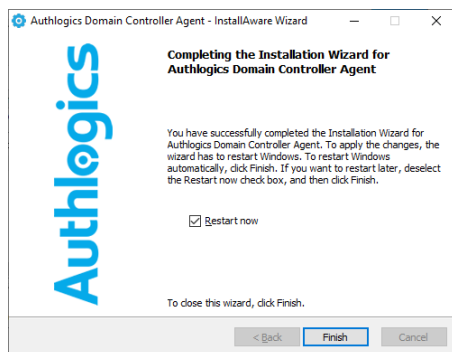 Authlogics Domain Controller Agent - InstallAware Wizard
Authlogics
Completing the Installation Wizard for
Authlogics Domain Controller Agent
You have successfully completed the Installation Wizard for
Authlogics Domain Controller Agent. To apply the changes, the
wizard has to restart Windows. To restart Windows
automatically, click Finish. If you want to restart later, deselect
the Restart now check box, and then click Finish.
Restart now
To close this wizard, click Finish.
< Back
Finish
Cancel